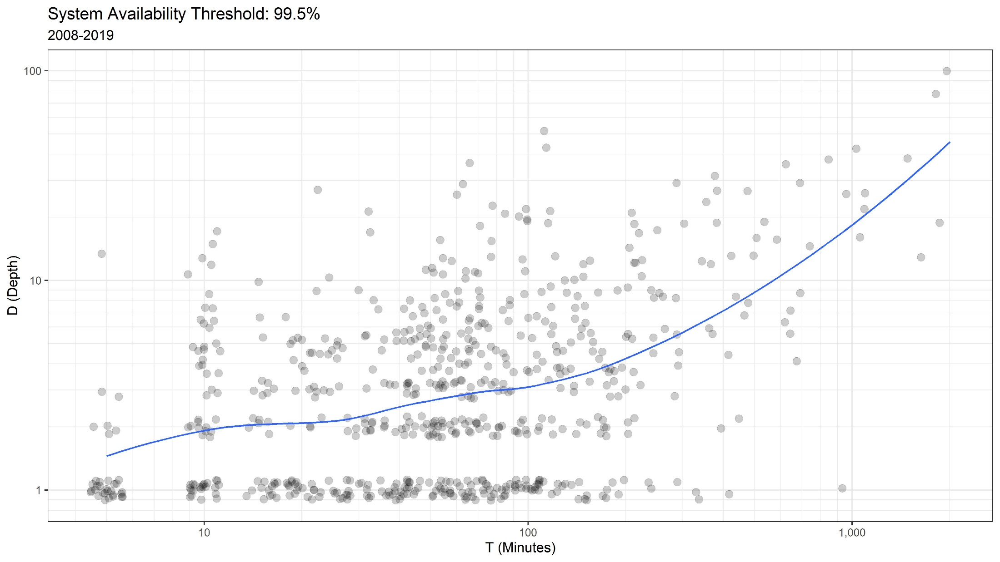 System Availability Threshold: 99.5%
2008-2019
100
10
1
D (Depth)
10
100
1,000
T (Minutes)